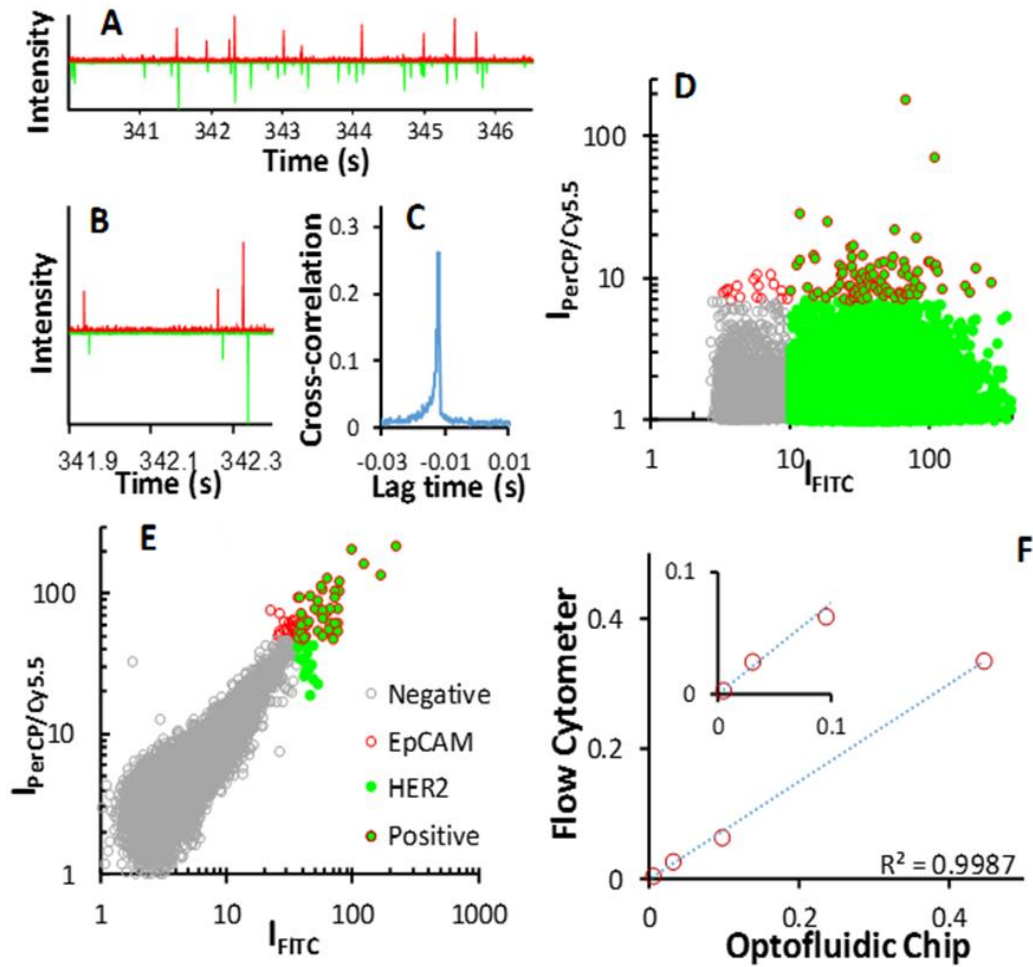 A
Intensity
341 342 343 344 345 346
Time (s)
B
Intensity
341.9 342.1 342.3
Time (s)
C
Cross-correlation
0.3
0.2
0.1
0
-0.03 -0.01 0.01
Lag time (s)
D
I PerCP/Cy5.5
100
10
1
1 10 100
I FITC
E
I PerCP/Cy5.5
100
10
1
1 10 100 1000
I FITC
Negative
EpCAM
HER2
Positive
F
Flow Cytometer
0.4
0.2
0
0 0.2 0.4
Optofluidic Chip
R² = 0.9987
0.1
0
0 0.1